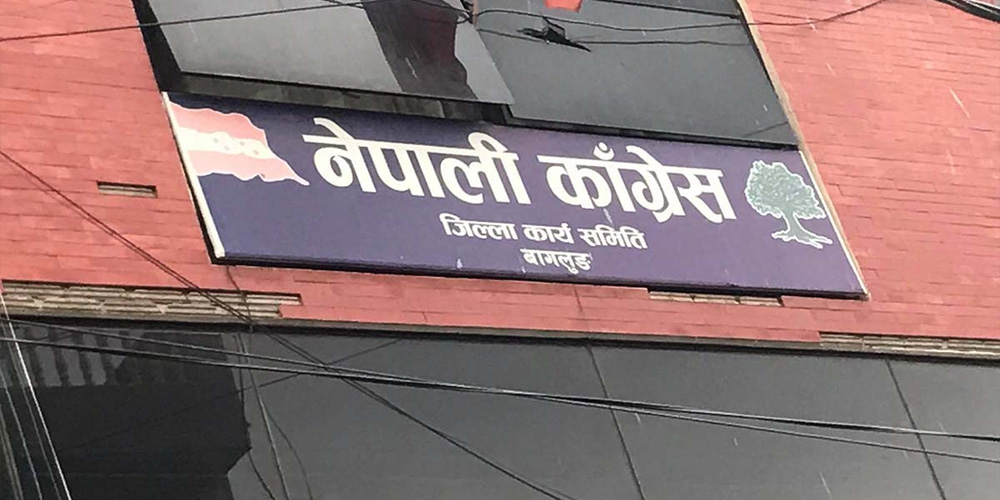 नेपाली काँग्रेस
जिल्ला कार्य समिति
बागलुङ